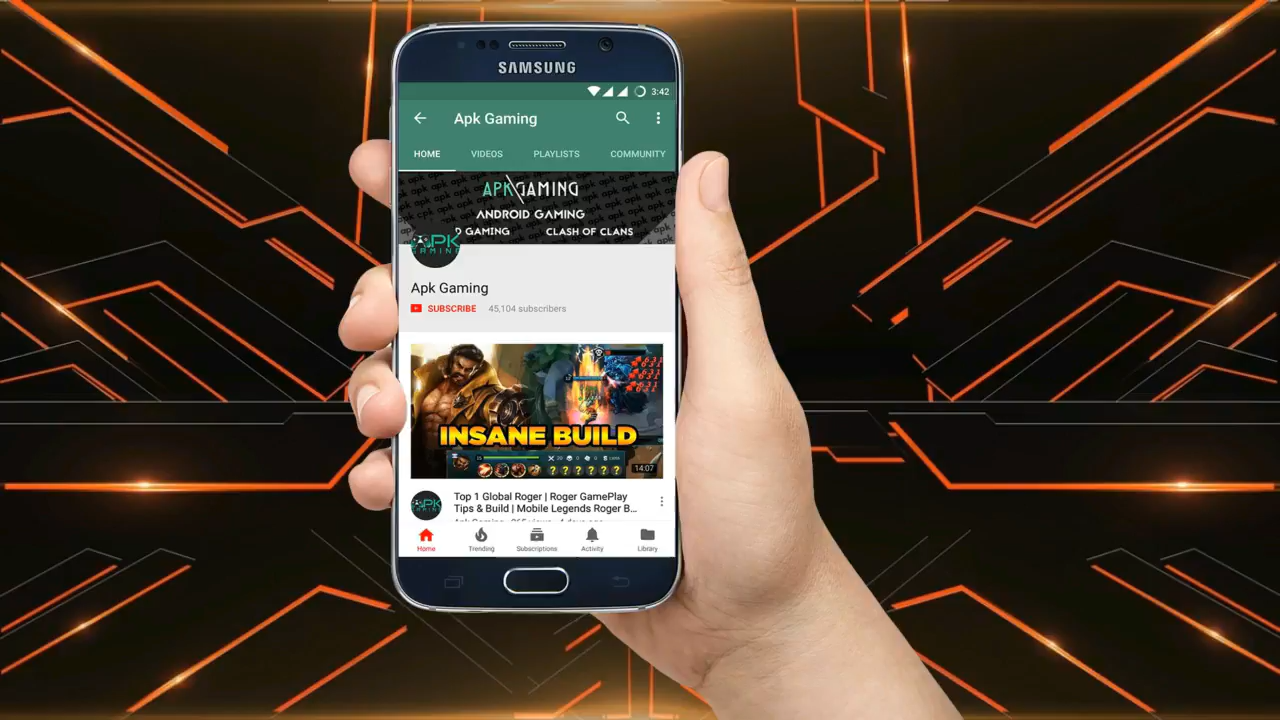 SAMSUNG
3:42
Apk Gaming
HOME VIDEOS PLAYLISTS COMMUNITY
APK GAMING
ANDROID GAMING
D GAMING CLASH OF CLANS
APK
GAMING
Apk Gaming
SUBSCRIBE 45,104 subscribers
INSANE BUILD
14:07
Top 1 Global Roger | Roger GamePlay
Tips & Build | Mobile Legends Roger B...
Home Trending Subscriptions Activity Library